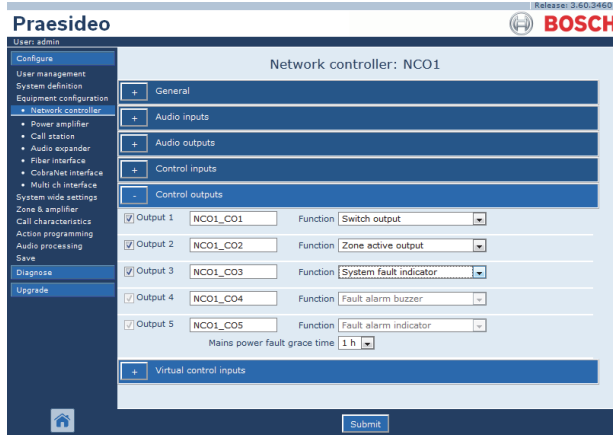 Release: 3.60.3460
Praesideo
BOSCH
User: admin
Configure
User management
System definition
Equipment configuration
• Network controller
• Power amplifier
• Call station
• Audio expander
• Fiber interface
• CobraNet interface
• Multi ch interface
System wide settings
Zone & amplifier
Call characteristics
Action programming
Audio processing
Save
Diagnose
Upgrade
Network controller: NCO1
+ General
+ Audio inputs
+ Audio outputs
+ Control inputs
- Control outputs
Output 1 NCO1_CO1 Function Switch output
Output 2 NCO1_CO2 Function Zone active output
Output 3 NCO1_CO3 Function System fault indicator
Output 4 NCO1_CO4 Function Fault alarm buzzer
Output 5 NCO1_CO5 Function Fault alarm indicator
Mains power fault grace time 1 h
+ Virtual control inputs
Submit